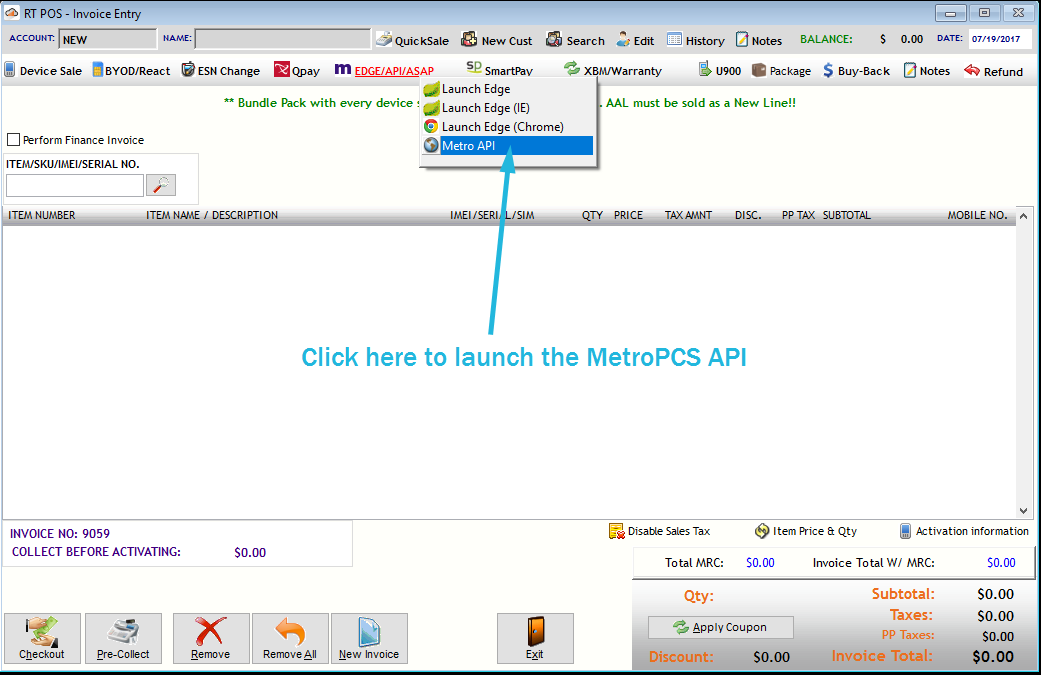 RT POS - Invoice Entry
ACCOUNT: NEW NAME: QuickSale New Cust Search Edit History Notes BALANCE: $ 0.00 DATE: 07/19/2017
Device Sale BYOD/React ESN Change Qpay m EDGE/API/ASAP SD SmartPay XBM/Warranty U900 Package $ Buy-Back Notes Refund
Launch Edge
** Bundle Pack with every device . AAL must be sold as a New Line!!
Launch Edge (IE)
Launch Edge (Chrome)
Perform Finance Invoice
Metro API
ITEM/SKU/IMEI/SERIAL NO.
ITEM NUMBER ITEM NAME / DESCRIPTION IMEI/SERIAL/SIM QTY PRICE TAX AMNT DISC. PP TAX SUBTOTAL MOBILE NO.
Click here to launch the MetroPCS API
INVOICE NO: 9059
COLLECT BEFORE ACTIVATING: $0.00
Disable Sales Tax Item Price & Qty Activation information
Total MRC: $0.00 Invoice Total W/ MRC: $0.00
Qty: Subtotal: $0.00
Taxes: $0.00
Apply Coupon PP Taxes: $0.00
Discount: $0.00 Invoice Total: $0.00
Checkout Pre-Collect Remove Remove All New Invoice Exit